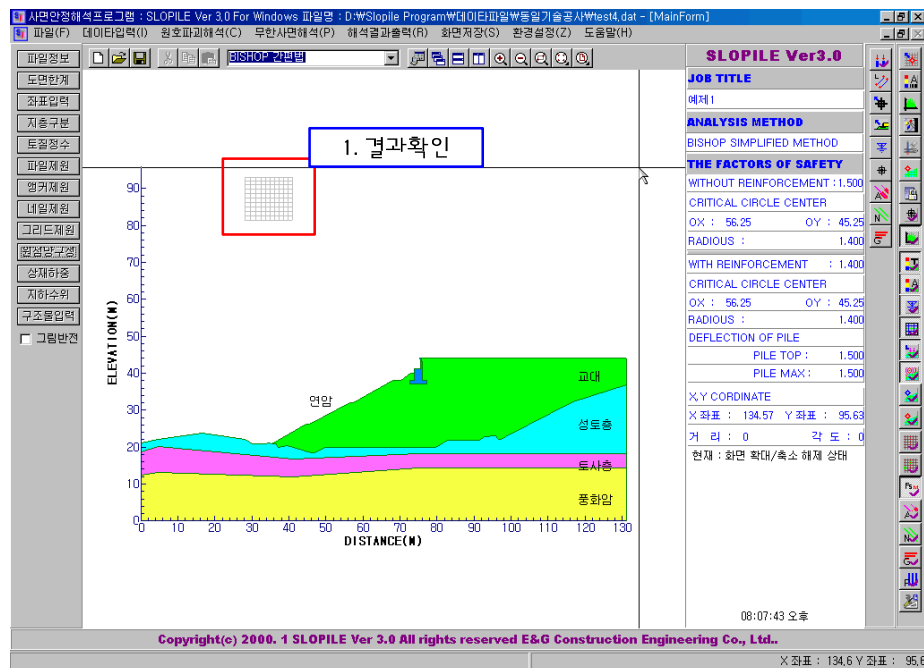 사면안정해석프로그램 : SLOPILE Ver 3,0 For Windows 파일명 : D:₩Slopile Program₩데이타파일₩동일기술공사₩test4,dat - [MainForm]
파일(F) 데이타입력(I) 원호파괴해석(C) 무한사면해석(P) 해석결과출력(R) 화면저장(S) 환경설정(Z) 도움말(H)
파일정보
도면한계
좌표입력
지층구분
토질정수
파일제원
앵커제원
네일제원
그리드제원
원점방구생
상재하중
지하수위
구조물입력
그림반전
BISHOP 간편법
1. 결과확인
ELEVATION(M)
90
80
70
60
50
40
30
20
10
0
0 10 20 30 40 50 60 70 80 90 100 110 120 130
DISTANCE(M)
연암
교대
성토층
토사층
풍화암
SLOPILE Ver3.0
JOB TITLE
예제1
ANALYSIS METHOD
BISHOP SIMPLIFIED METHOD
THE FACTORS OF SAFETY
WITHOUT REINFORCEMENT : 1.500
CRITICAL CIRCLE CENTER
OX : 56.25 OY : 45.25
RADIOUS : 1.400
WITH REINFORCEMENT : 1.400
CRITICAL CIRCLE CENTER
OX : 56.25 OY : 45.25
RADIOUS : 1.400
DEFLECTION OF PILE
PILE TOP : 1.500
PILE MAX : 1.500
X,Y CORDINATE
X 좌표 : 134.57 Y 좌표 : 95.63
거 리 : 0 각 도 : 0
현재 : 화면 확대/축소 해제 상태
08:07:43 오후
Copyright(c) 2000. 1 SLOPILE Ver 3.0 All rights reserved E&G Construction Engineering Co., Ltd..
X 좌표 : 134,6 Y 좌표 : 95,6